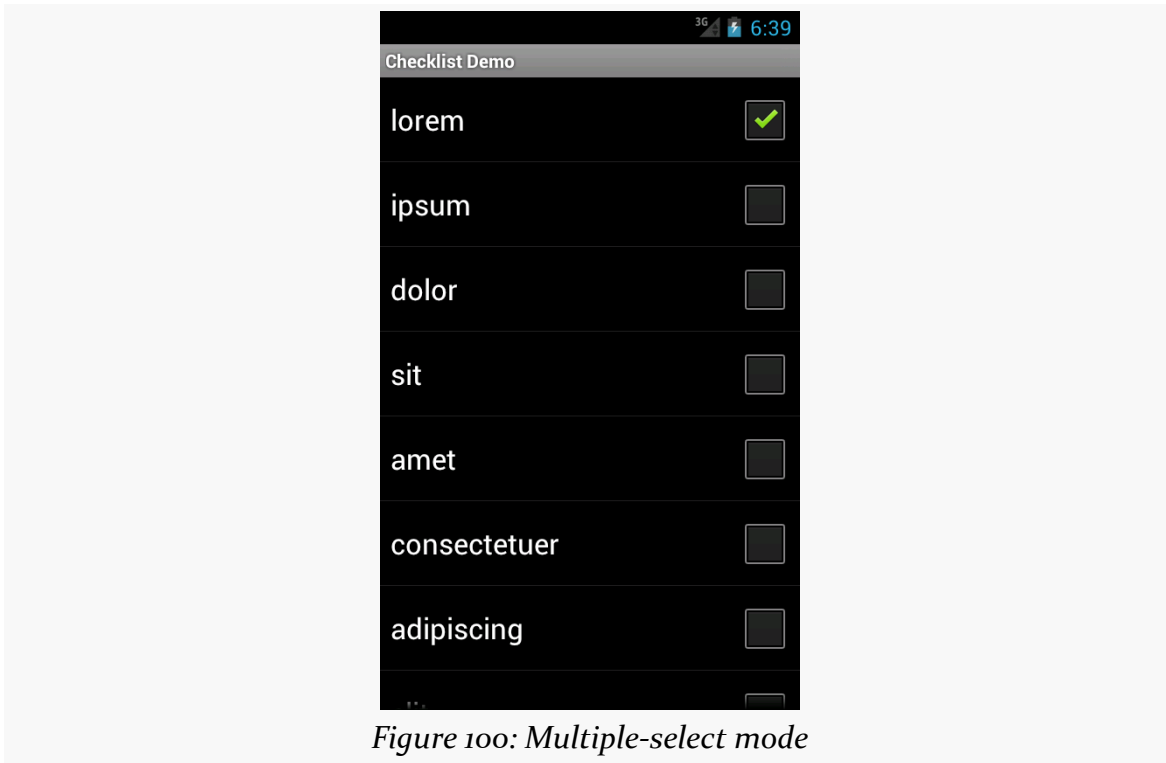 3G 6:39
Checklist Demo
lorem
ipsum
dolor
sit
amet
consectetuer
adipiscing
Figure 100: Multiple-select mode